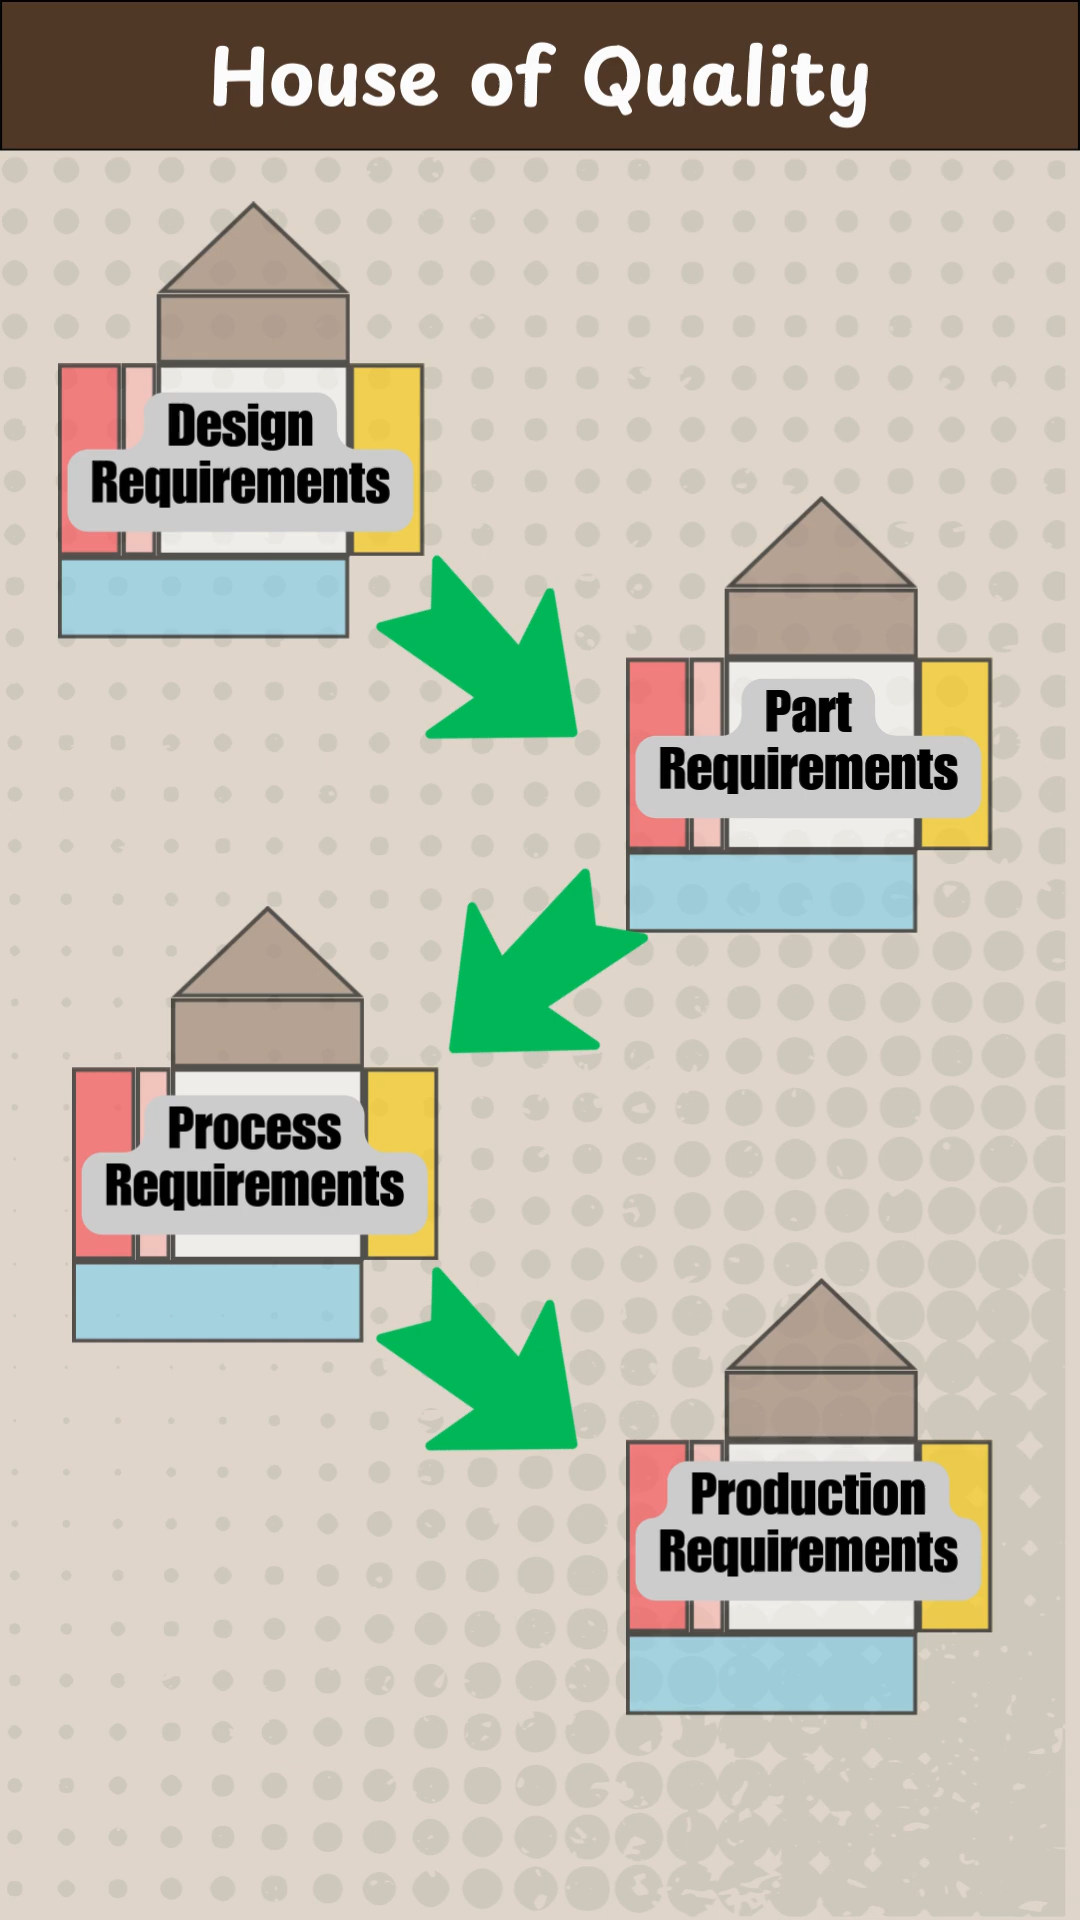 House of Quality
Design
Requirements
Part
Requirements
Process
Requirements
Production
Requirements